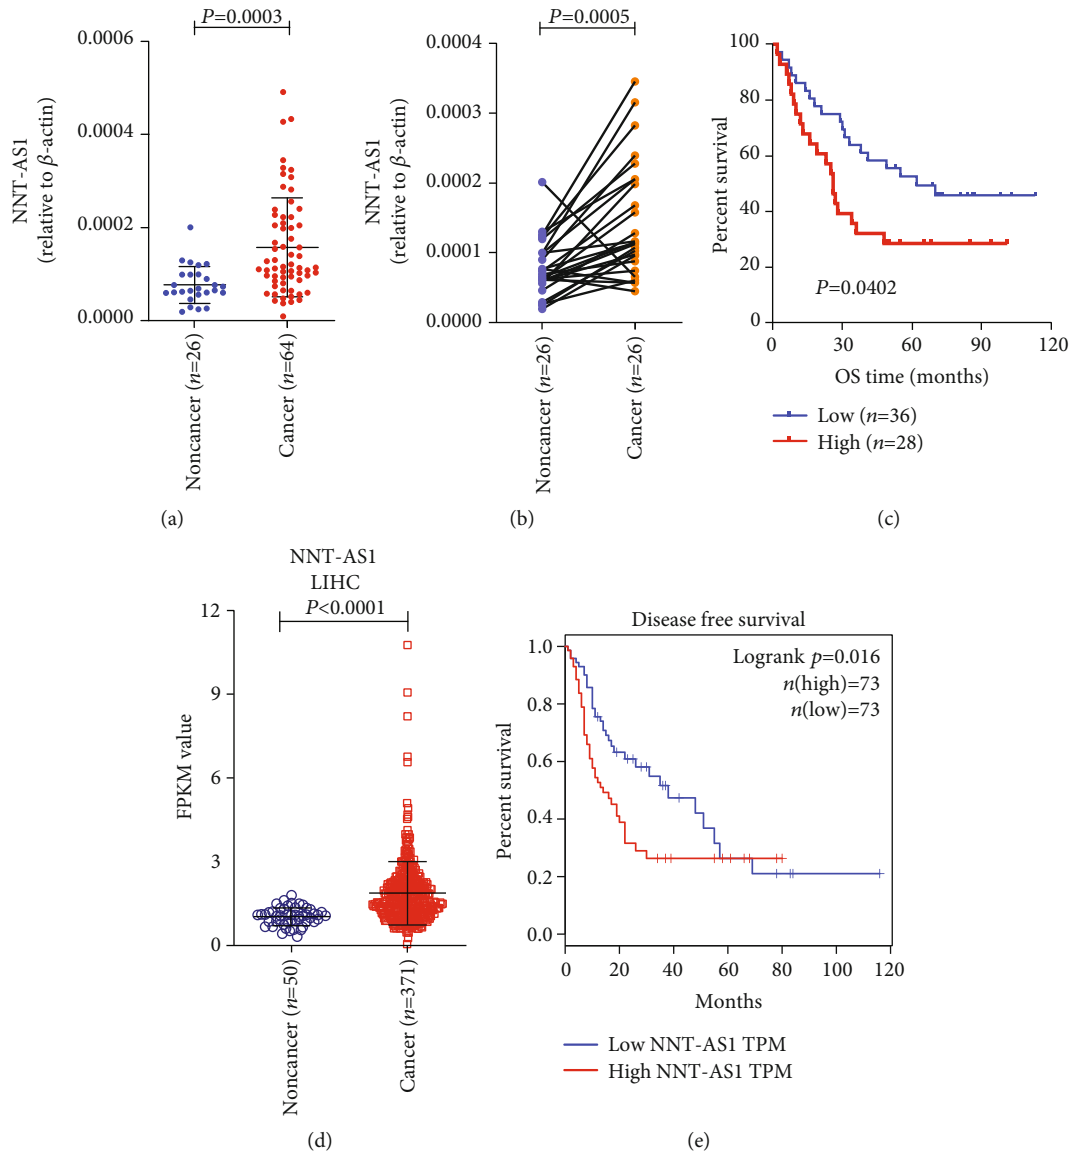 P=0.0003
0.0006
0.0004
0.0002
0.0000
NNT-AS1
(relative to β-actin)
Noncancer (n=26)
Cancer (n=64)
(a)
P=0.0005
0.0004
0.0003
0.0002
0.0001
0.0000
NNT-AS1
(relative to β-actin)
Noncancer (n=26)
Cancer (n=26)
(b)
100
80
60
40
20
0
Percent survival
P=0.0402
0 30 60 90 120
OS time (months)
Low (n=36)
High (n=28)
(c)
NNT-AS1
LIHC
P<0.0001
12
9
6
3
0
FPKM value
Noncancer (n=50)
Cancer (n=371)
(d)
Disease free survival
Logrank p=0.016
n(high)=73
n(low)=73
1.0
0.8
0.6
0.4
0.2
0.0
Percent survival
0 20 40 60 80 100 120
Months
Low NNT-AS1 TPM
High NNT-AS1 TPM
(e)